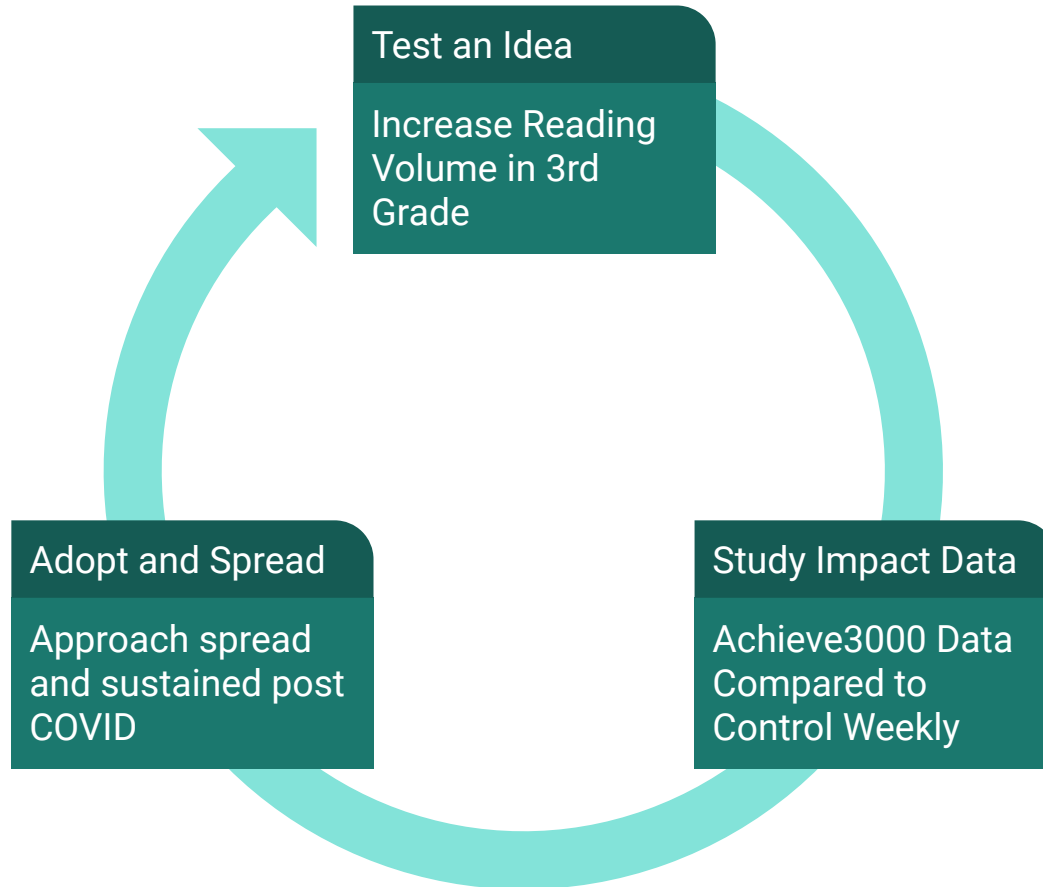 Test an Idea
Increase Reading
Volume in 3rd
Grade
Study Impact Data
Achieve3000 Data
Compared to
Control Weekly
Adopt and Spread
Approach spread
and sustained post
COVID